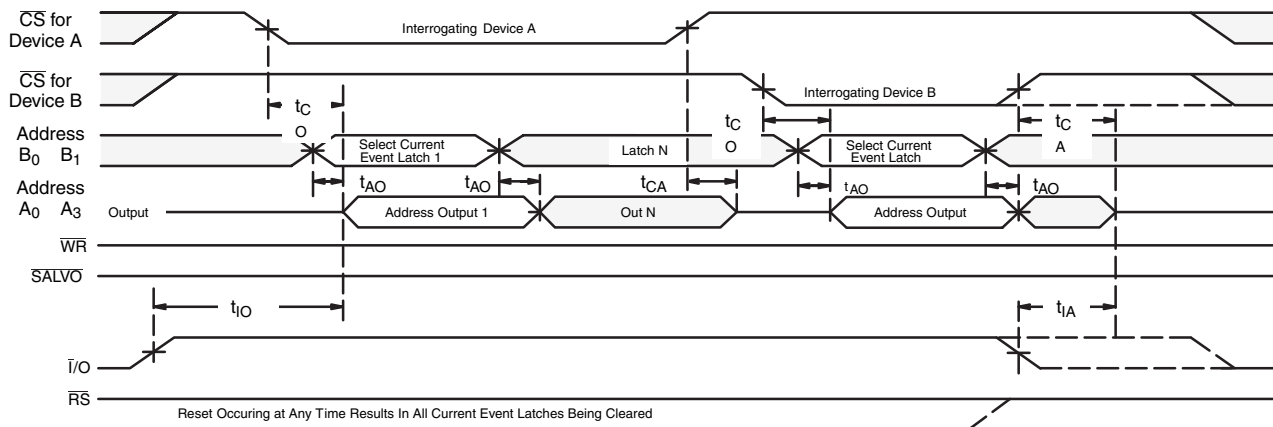 CS for
Device A
Interrogating Device A
CS for
Device B
Interrogating Device B
tC
O
tC
O
tC
A
Address
B0 B1
Select Current
Event Latch 1
Latch N
Select Current
Event Latch
tAO
tAO
tCA
tAO
tAO
Address
A0 A3
Output
Address Output 1
Out N
Address Output
WR
SALVO
tIO
tIA
I/O
RS
Reset Occuring at Any Time Results In All Current Event Latches Being Cleared